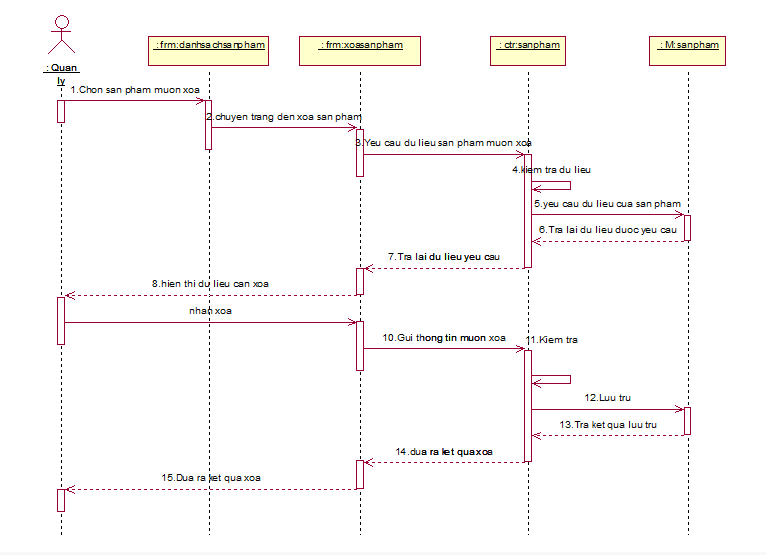 : Quan
ly
: frm:danhsachsanpham
: frm:xoasanpham
: ctr:sanpham
: M:sanpham
1.Chon san pham muon xoa
2.chuyen trang den xoa san pham
3.Yeu cau du lieu san pham muon xoa
4.kiem tra du lieu
5.yeu cau du lieu cua san pham
6.Tra lai du lieu duoc yeu cau
7.Tra lai du lieu yeu cau
8.hien thi du lieu can xoa
nhan xoa
10.Gui thong tin muon xoa
11.Kiem tra
12.Luu tru
13.Tra ket qua luu tru
14.dua ra ket qua xoa
15.Dua ra ket qua xoa